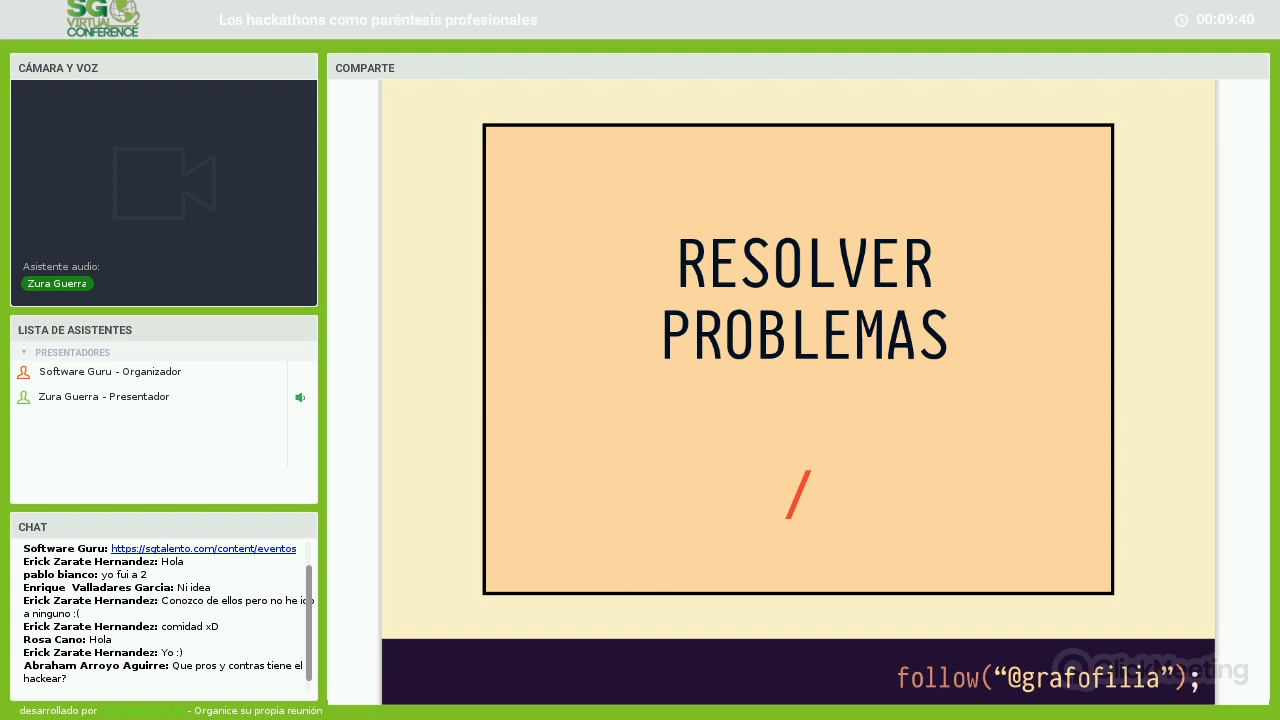 SG
VIRTUAL
CONFERENCE
Los hackathons como paréntesis profesionales
00:09:40
CÁMARA Y VOZ
Asistente audio:
Zura Guerra
LISTA DE ASISTENTES
PRESENTADORES
Software Guru - Organizador
Zura Guerra - Presentador
CHAT
Software Guru: https://sgtalento.com/content/eventos
Erick Zarate Hernandez: Hola
pablo bianco: yo fui a 2
Enrique Valladares Garcia: Ni idea
Erick Zarate Hernandez: Conozco de ellos pero no he ido
a ninguno :(
Erick Zarate Hernandez: comidad xD
Rosa Cano: Hola
Erick Zarate Hernandez: Yo :)
Abraham Arroyo Aguirre: Que pros y contras tiene el
hackear?
desarrollado por - Organice su propia reunión
COMPARTE
RESOLVER
PROBLEMAS
/
follow("@grafofilia");
ClickMeeting